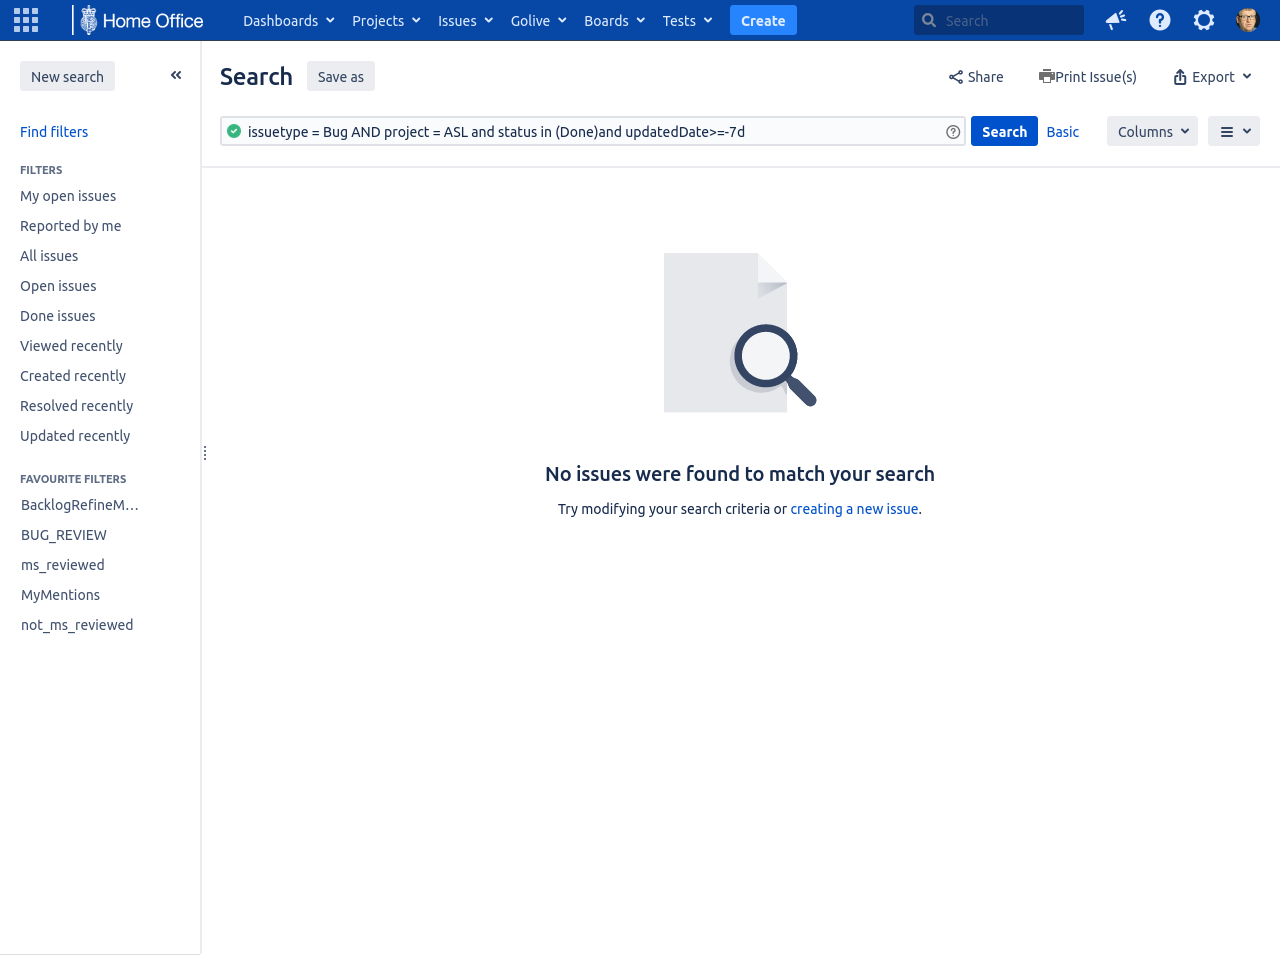 Home Office
Dashboards Projects Issues Golive Boards Tests Create Search
New search
Search Save as Share Print Issue(s) Export
Find filters
issuetype = Bug AND project = ASL and status in (Done)and updatedDate>=-7d Search Basic Columns
FILTERS
My open issues
Reported by me
All issues
Open issues
Done issues
Viewed recently
Created recently
Resolved recently
Updated recently
FAVOURITE FILTERS
BacklogRefineM…
BUG_REVIEW
ms_reviewed
MyMentions
not_ms_reviewed
No issues were found to match your search
Try modifying your search criteria or creating a new issue.